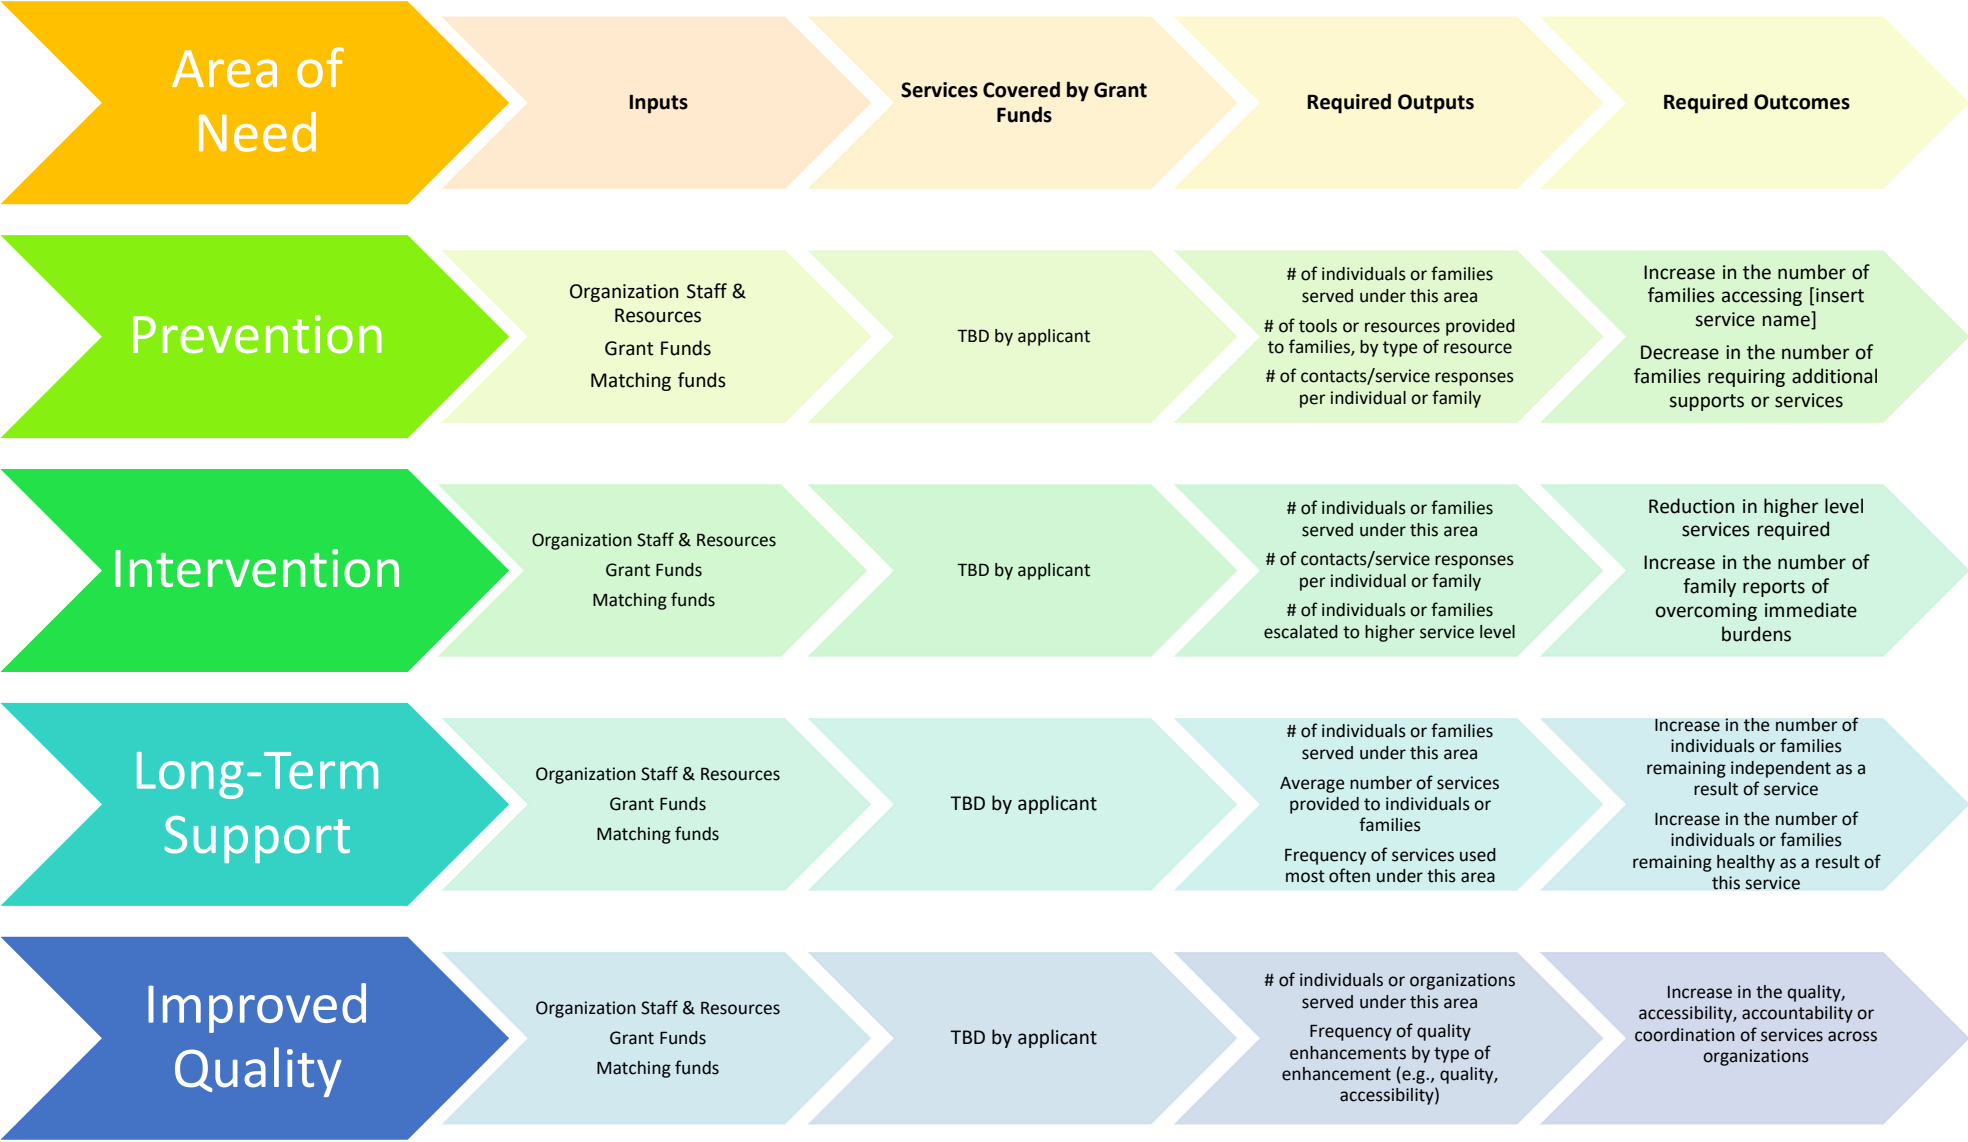 Area of
Need
Inputs
Services Covered by Grant
Funds
Required Outputs
Required Outcomes
Prevention
Organization Staff &
Resources
Grant Funds
Matching funds
TBD by applicant
# of individuals or families
served under this area
# of tools or resources provided
to families, by type of resource
# of contacts/service responses
per individual or family
Increase in the number of
families accessing [insert
service name]
Decrease in the number of
families requiring additional
supports or services
Intervention
Organization Staff & Resources
Grant Funds
Matching funds
TBD by applicant
# of individuals or families
served under this area
# of contacts/service responses
per individual or family
# of individuals or families
escalated to higher service level
Reduction in higher level
services required
Increase in the number of
family reports of
overcoming immediate
burdens
Long-Term
Support
Organization Staff & Resources
Grant Funds
Matching funds
TBD by applicant
# of individuals or families
served under this area
Average number of services
provided to individuals or
families
Frequency of services used
most often under this area
Increase in the number of
individuals or families
remaining independent as a
result of service
Increase in the number of
individuals or families
remaining healthy as a result of
this service
Improved
Quality
Organization Staff & Resources
Grant Funds
Matching funds
TBD by applicant
# of individuals or organizations
served under this area
Frequency of quality
enhancements by type of
enhancement (e.g., quality,
accessibility)
Increase in the quality,
accessibility, accountability or
coordination of services across
organizations